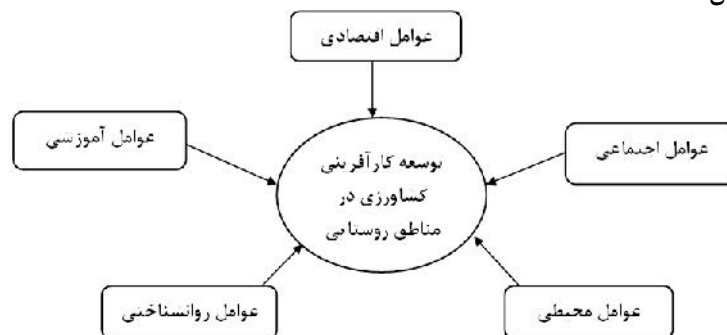 عوامل اقتصادی
عوامل آموزشی
عوامل اجتماعی
توسعه کارآفرینی
کشاورزی در
مناطق روستایی
عوامل روانشناختی
عوامل محیطی